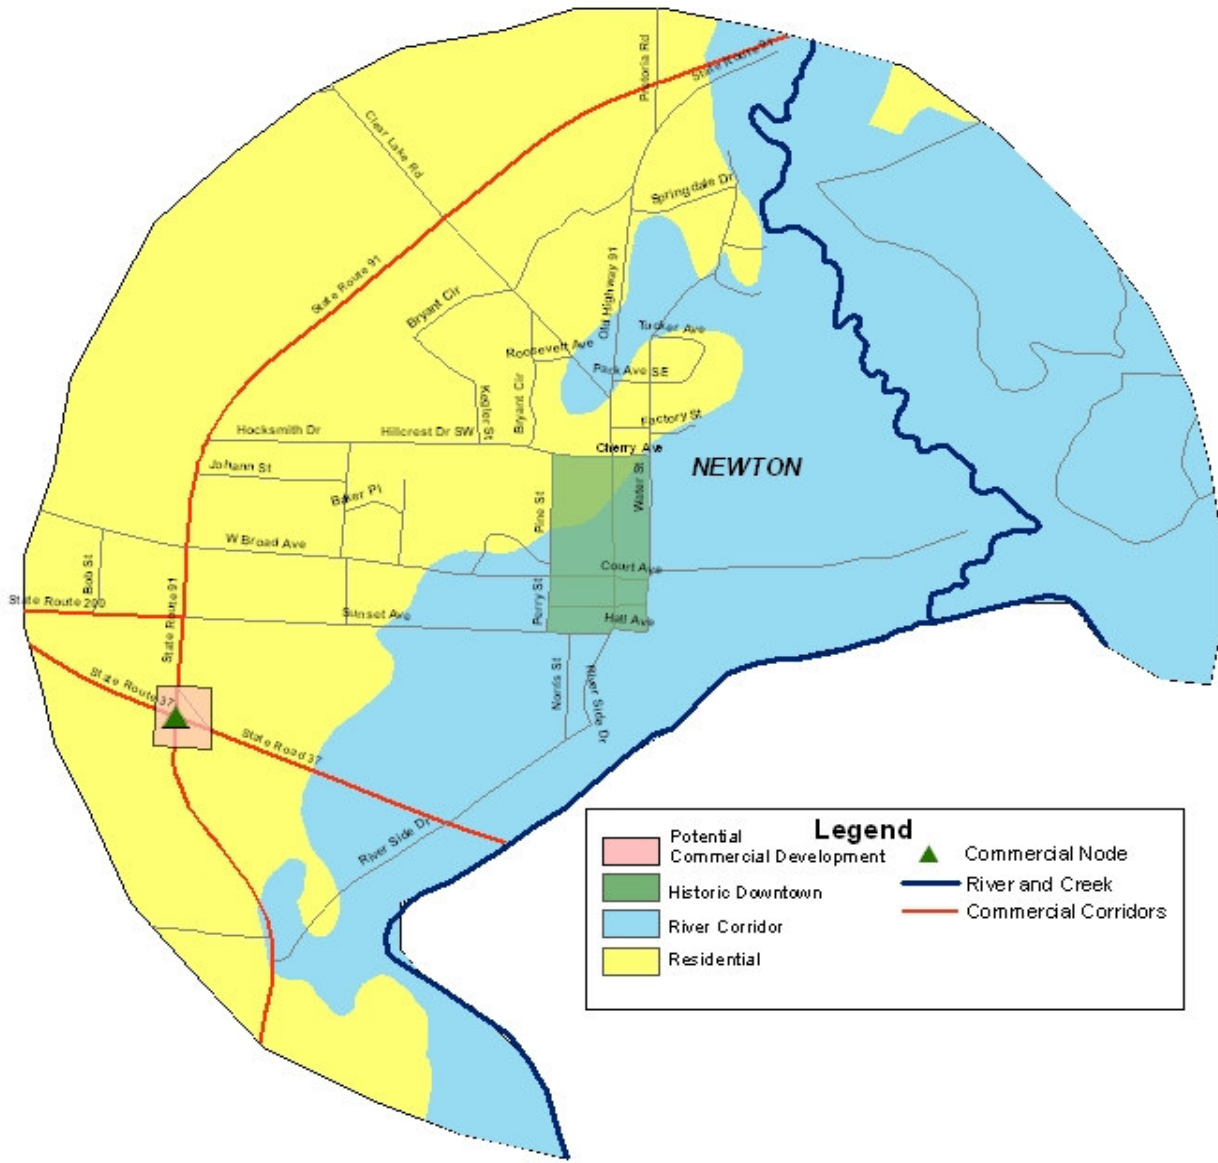 Pretoria Rd
State Route 91
Clear Lake Rd
Springdale Dr
State Route 91
Old Highway 91
Bryant Cir
Tucker Ave
Roosevelt Ave
Park Ave SE
Kegler St
Bryant Cir
Factory St
Hocksmith Dr
Hillcrest Dr SW
Cherry Ave
Johann St
NEWTON
Baker Pl
Pine St
Water St
W Broad Ave
Bob St
Court Ave
State Route 200
State Route 91
Sunset Ave
Perry St
Hall Ave
State Route 37
Norris St
River Side Dr
State Road 37
River Side Dr
Legend
Potential
Commercial Development
Commercial Node
Historic Downtown
River and Creek
River Corridor
Commercial Corridors
Residential